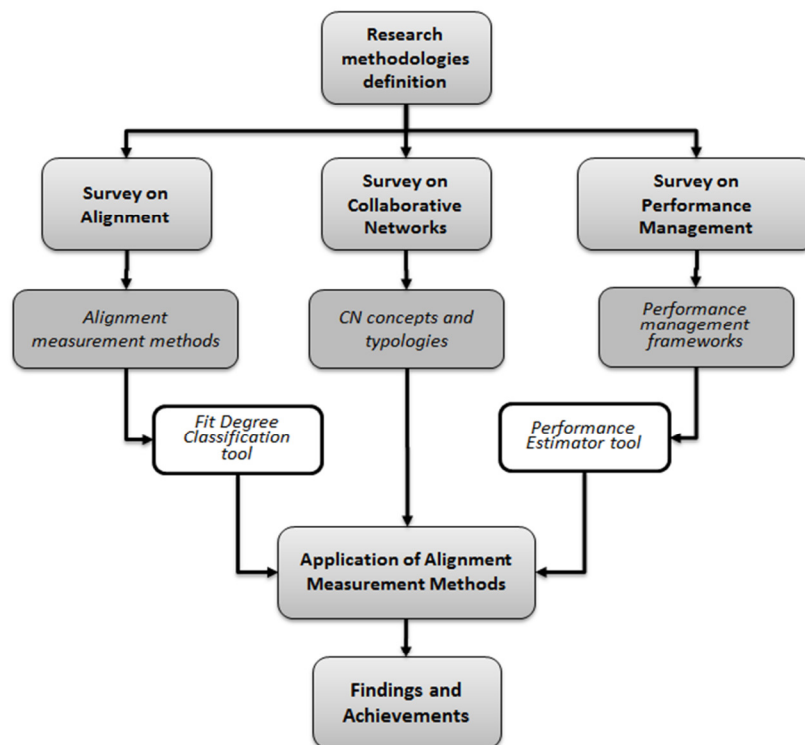 Research
methodologies
definition
Survey on
Alignment
Survey on
Collaborative
Networks
Survey on
Performance
Management
Alignment
measurement methods
CN concepts and
typologies
Performance
management
frameworks
Fit Degree
Classification
tool
Performance
Estimator tool
Application of Alignment
Measurement Methods
Findings and
Achievements